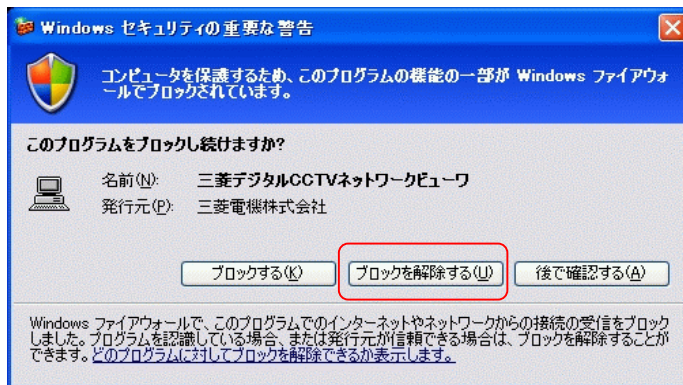 Windows セキュリティの重要な警告
コンピュータを保護するため、このプログラムの機能の一部が Windows ファイアウォ
ールでブロックされています。
このプログラムをブロックし続けますか?
名前(N): 三菱デジタルCCTVネットワークビューワ
発行元(P): 三菱電機株式会社
ブロックする(K) ブロックを解除する(U) 後で確認する(A)
Windows ファイアウォールで、このプログラムでのインターネットやネットワークからの接続の受信をブロック
しました。プログラムを認識している場合、または発行元が信頼できる場合は、ブロックを解除することが
できます。どのプログラムに対してブロックを解除できるか表示します。